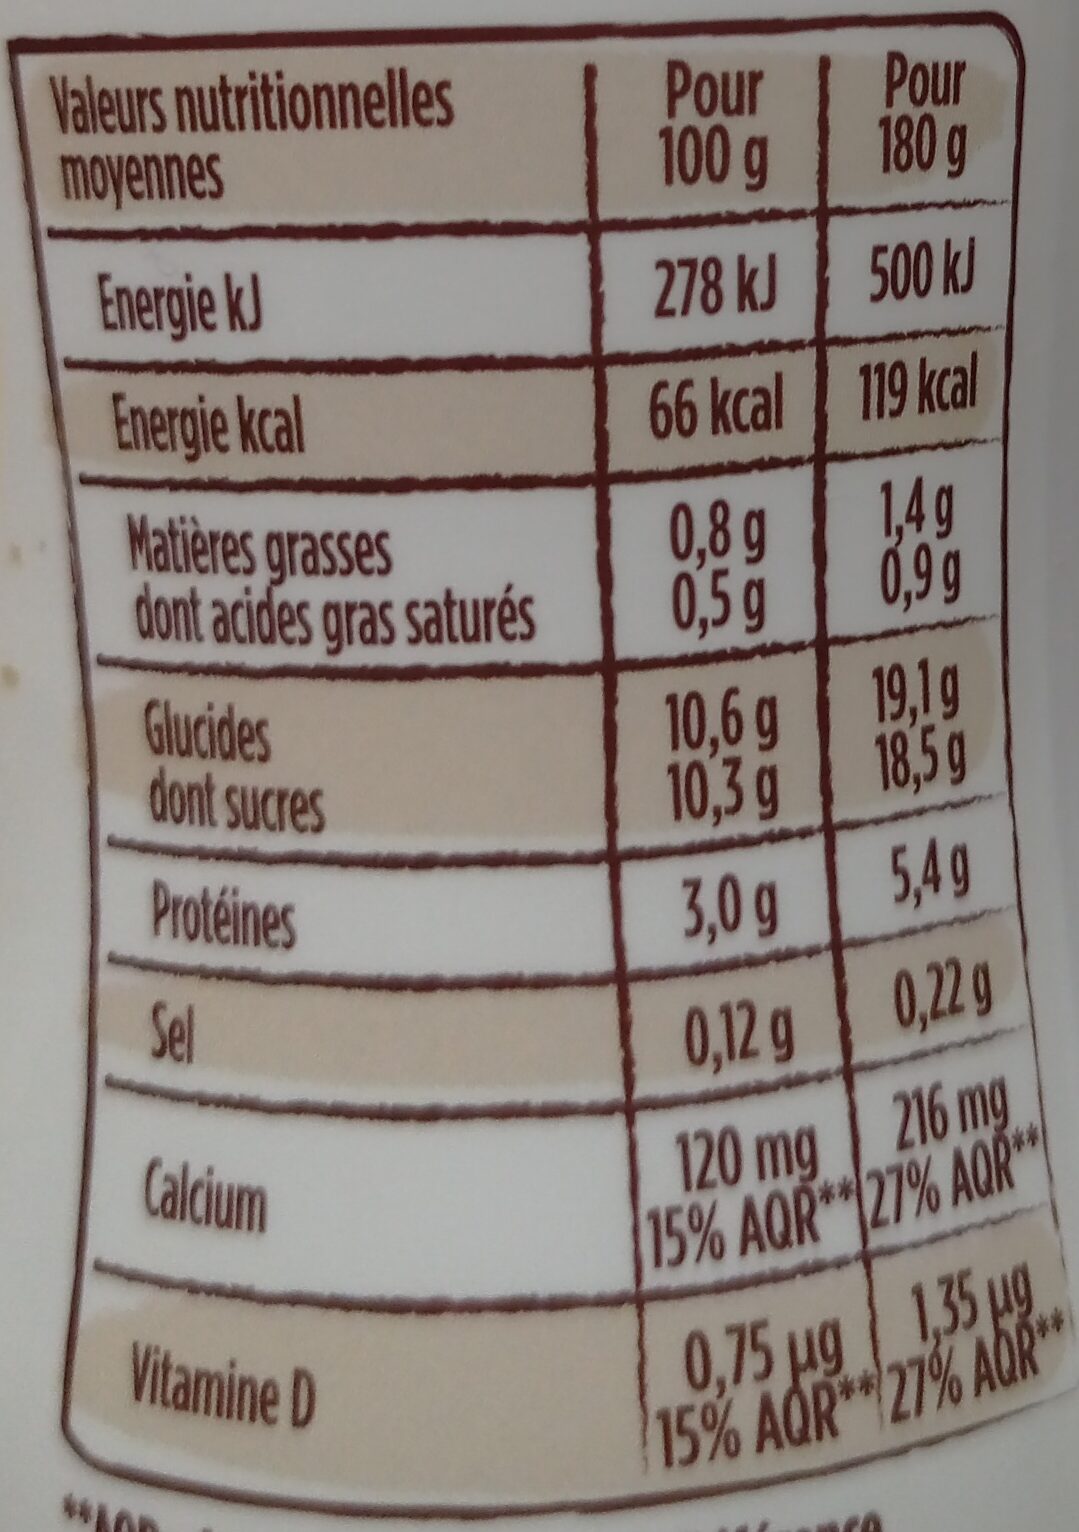 Valeurs nutritionnelles moyennes Pour 100 g Pour 180 g
Energie kJ 278 kJ 500 kJ
Energie kcal 66 kcal 119 kcal
Matières grasses 0,8 g 1,4 g
dont acides gras saturés 0,5 g 0,9 g
Glucides 10,6 g 19,1 g
dont sucres 10,3 g 18,5 g
Protéines 3,0 g 5,4 g
Sel 0,12 g 0,22 g
Calcium 120 mg 216 mg
15% AQR** 27% AQR**
Vitamine D 0,75 µg 1,35 µg
15% AQR** 27% AQR**
**AQR